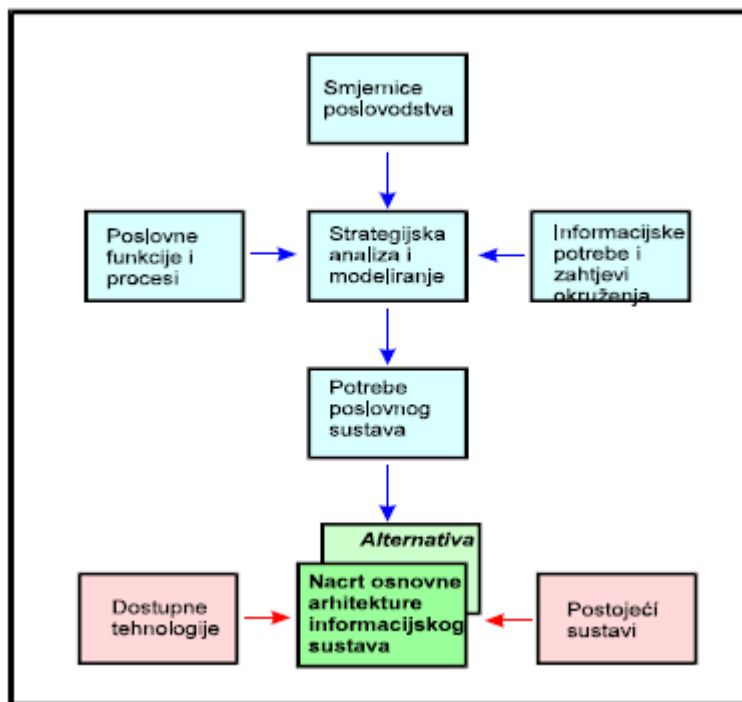 Smjernice
poslovodstva
Poslovne
funkcije i
procesi
Strategijska
analiza i
modeliranje
Informacijske
potrebe i
zahtjevi
okruženja
Potrebe
poslovnog
sustava
Alternativa
Nacrt osnovne
arhitekture
informacijskog
sustava
Dostupne
tehnologije
Postojećí
sustavi